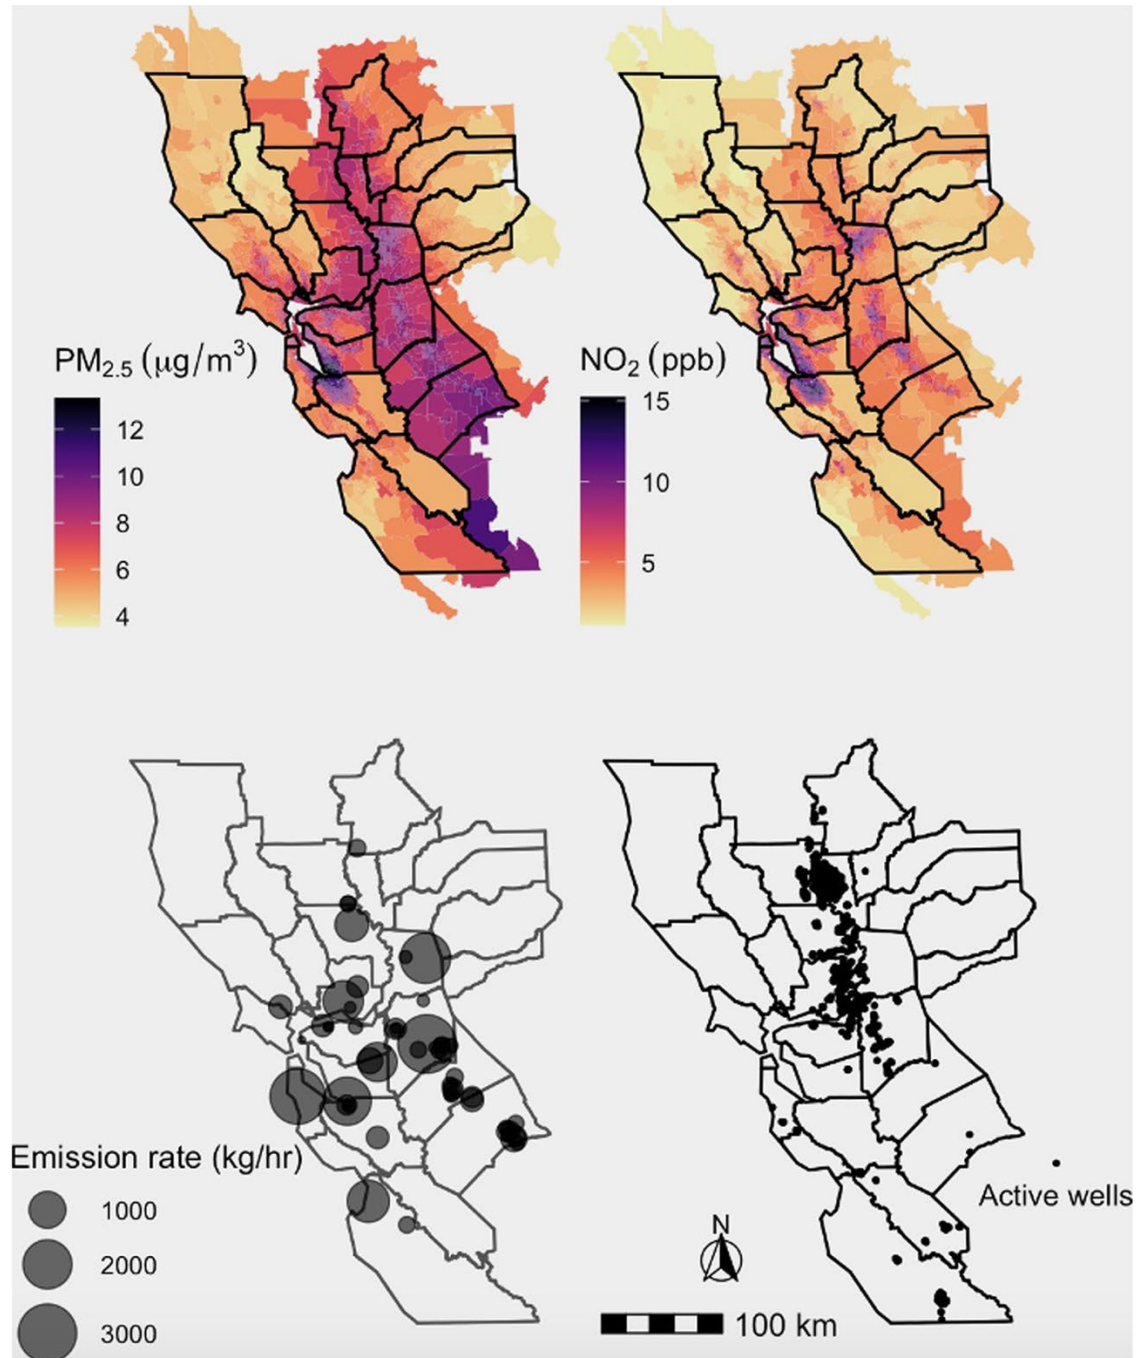 PM2.5 (μg/m3)
12
10
8
6
4
NO2 (ppb)
15
10
5
Emission rate (kg/hr)
1000
2000
3000
Active wells
N
100 km